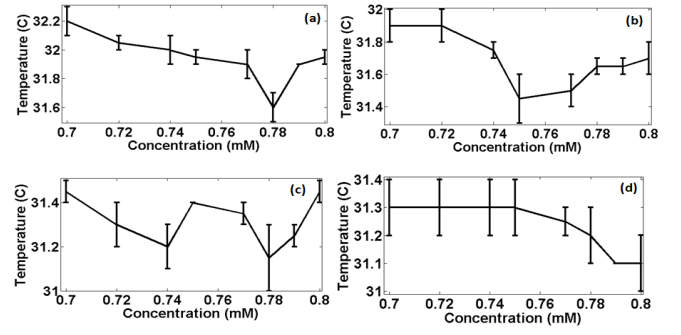 (a)
Temperature (C)
32.2
32
31.8
31.6
0.7 0.72 0.74 0.76 0.78 0.8
Concentration (mM)
(b)
Temperature (C)
32
31.8
31.6
31.4
0.7 0.72 0.74 0.76 0.78 0.8
Concentration (mM)
(c)
Temperature (C)
31.4
31.2
31
0.7 0.72 0.74 0.76 0.78 0.8
Concentration (mM)
(d)
Temperature (C)
31.4
31.3
31.2
31.1
31
0.7 0.72 0.74 0.76 0.78 0.8
Concentration (mM)